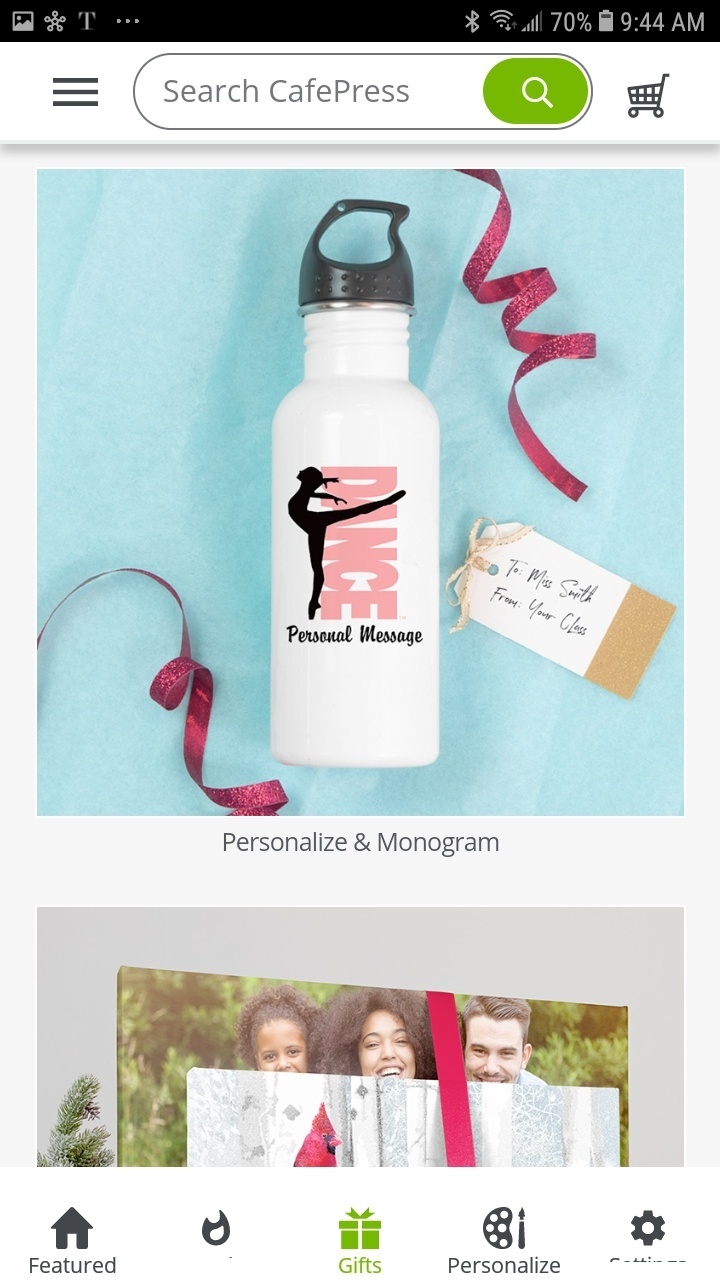 T ... 70% 9:44 AM
Search CafePress
DANCE
Personal Message
To: Miss Smith
From: Your Class
Personalize & Monogram
Featured
Gifts
Personalize
Settings